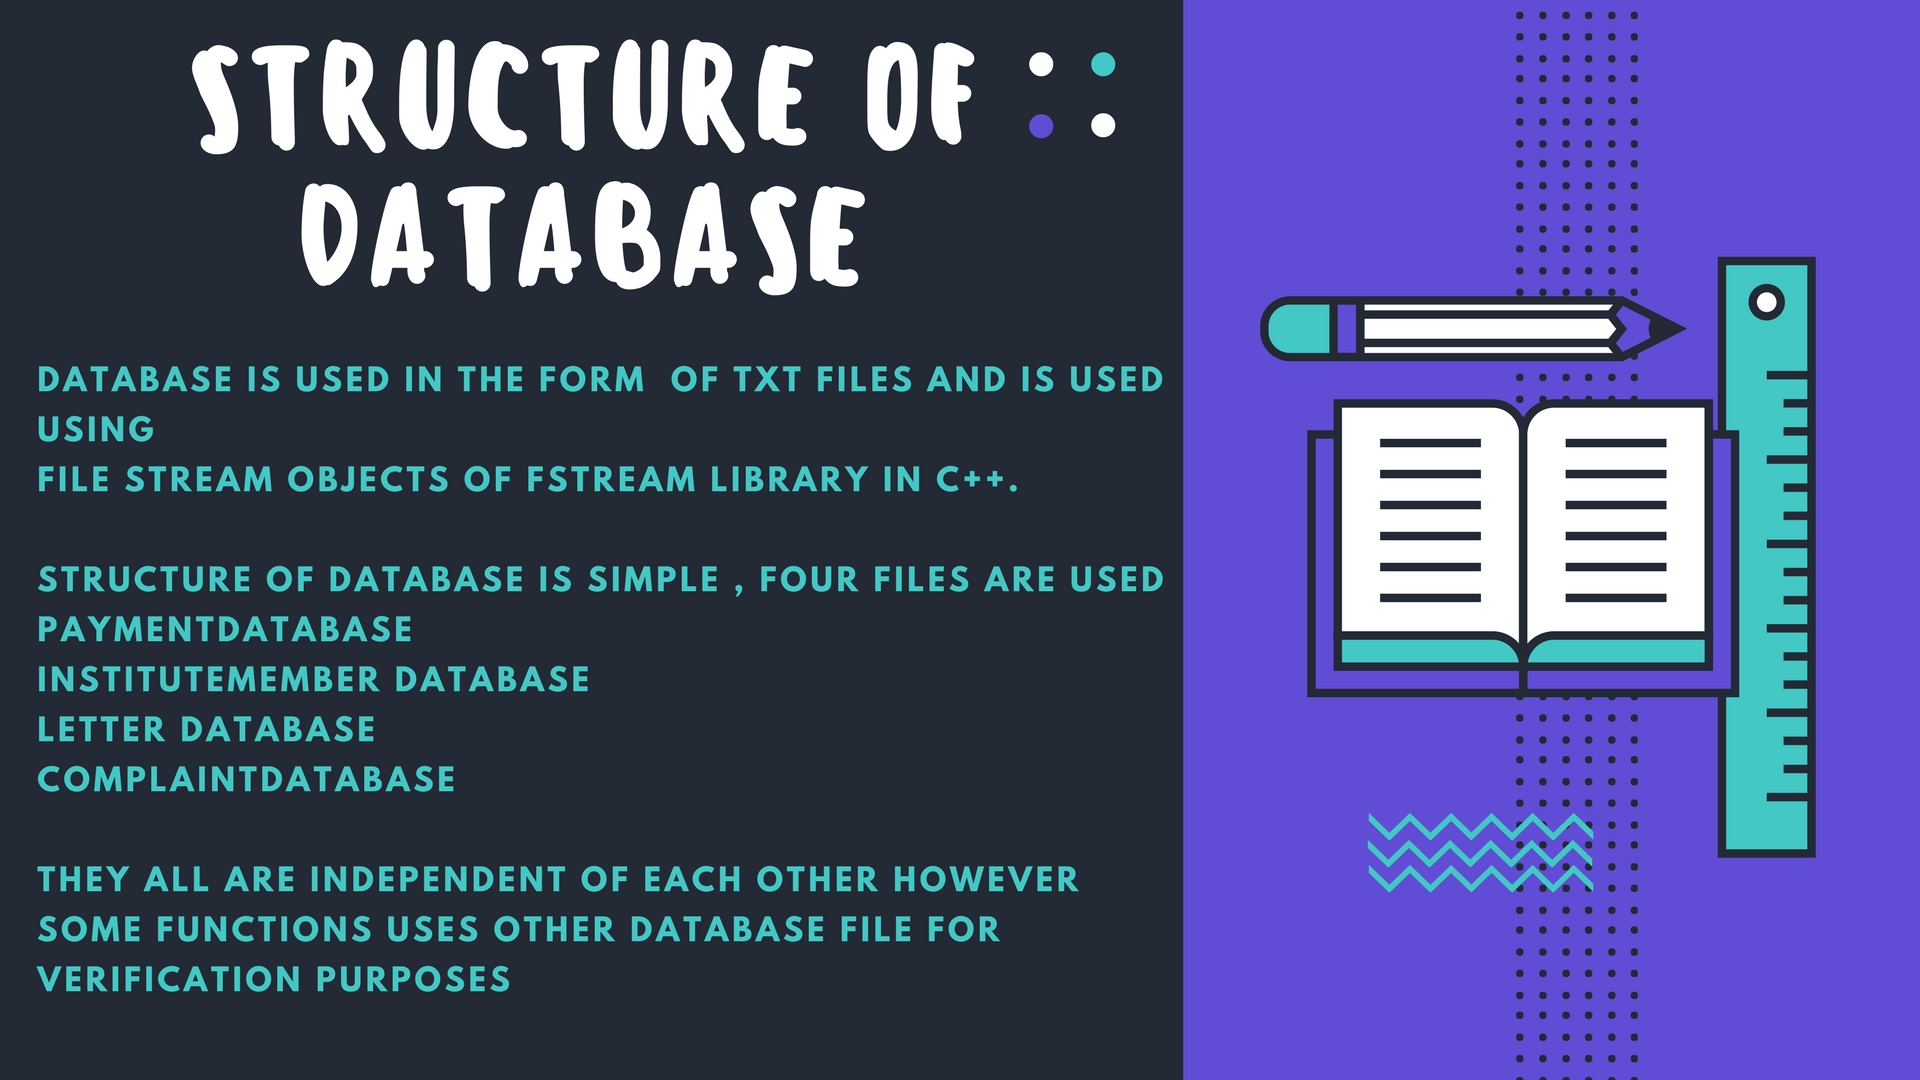 STRUCTURE OF
DATABASE
DATABASE IS USED IN THE FORM  OF TXT FILES AND IS USED
USING
FILE STREAM OBJECTS OF FSTREAM LIBRARY IN C++.
STRUCTURE OF DATABASE IS SIMPLE , FOUR FILES ARE USED
PAYMENTDATABASE
INSTITUTEMEMBER DATABASE
LETTER DATABASE
COMPLAINTDATABASE
THEY ALL ARE INDEPENDENT OF EACH OTHER HOWEVER
SOME FUNCTIONS USES OTHER DATABASE FILE FOR
VERIFICATION PURPOSES